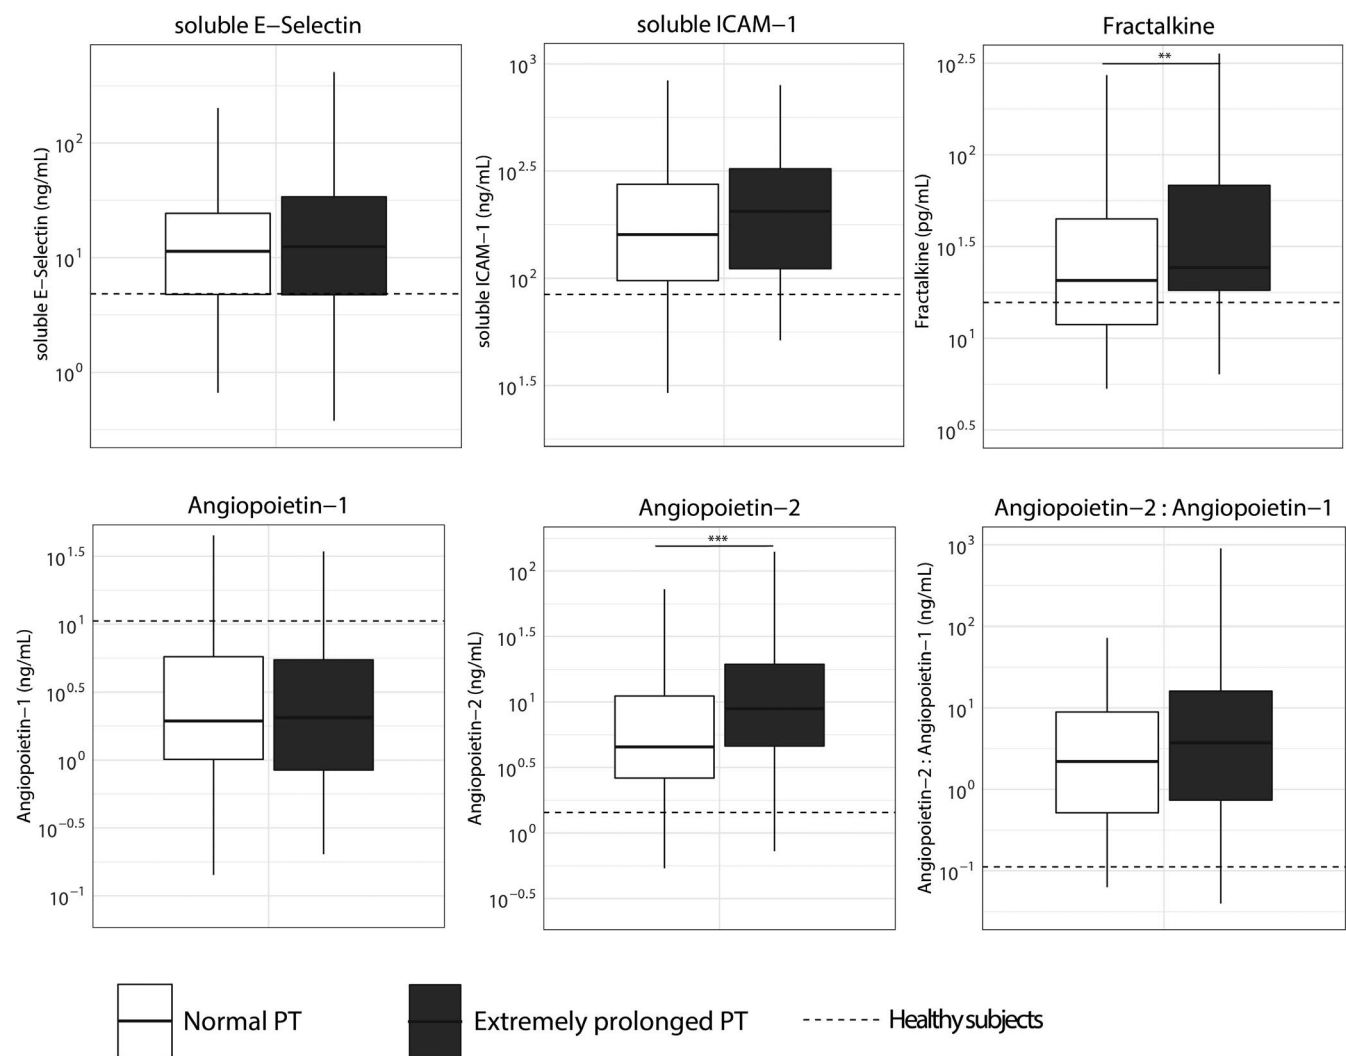 soluble E−Selectin
soluble E−Selectin (ng/mL)
10^2
10^1
10^0
soluble ICAM−1
soluble ICAM−1 (ng/mL)
10^3
10^2.5
10^2
10^1.5
Fractalkine
Fractalkine (pg/mL)
10^2.5
10^2
10^1.5
10^1
10^0.5
**
Angiopoietin−1
Angiopoietin−1 (ng/mL)
10^1.5
10^1
10^0.5
10^0
10^−0.5
10^−1
Angiopoietin−2
Angiopoietin−2 (ng/mL)
10^2
10^1.5
10^1
10^0.5
10^0
10^−0.5
***
Angiopoietin−2 : Angiopoietin−1
Angiopoietin−2 : Angiopoietin−1 (ng/mL)
10^3
10^2
10^1
10^0
10^−1
Normal PT
Extremely prolonged PT
Healthy subjects